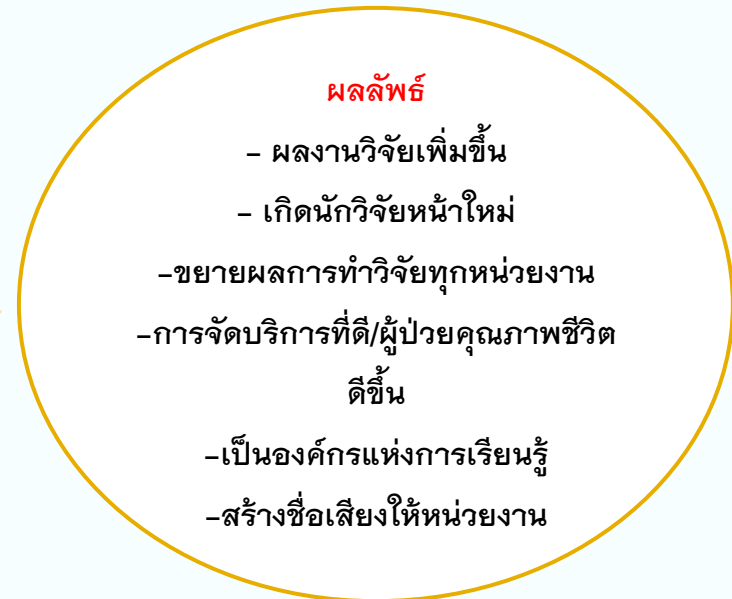 ผลลัพธ์
– ผลงานวิจัยเพิ่มขึ้น
– เกิดนักวิจัยหน้าใหม่
–ขยายผลการทำวิจัยทุกหน่วยงาน
–การจัดบริการที่ดี/ผู้ป่วยคุณภาพชีวิต
ดีขึ้น
–เป็นองค์กรแห่งการเรียนรู้
–สร้างชื่อเสียงให้หน่วยงาน